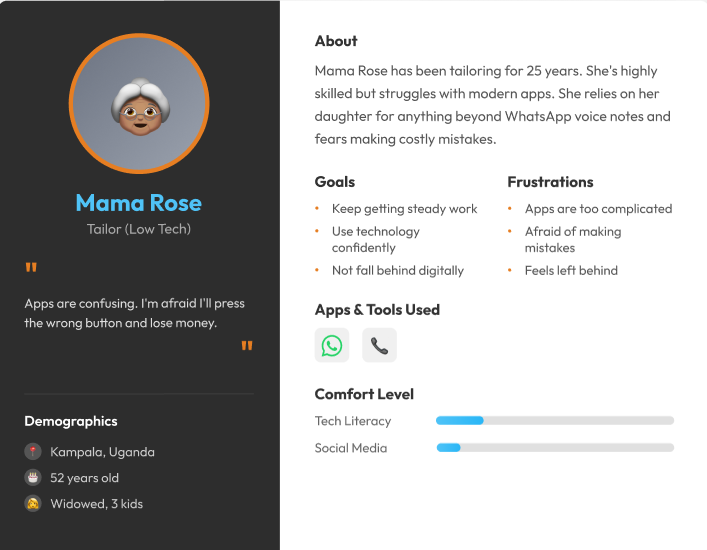 Mama Rose
Tailor (Low Tech)
"
Apps are confusing. I'm afraid I'll press
the wrong button and lose money.
"
Demographics
Kampala, Uganda
52 years old
Widowed, 3 kids
About
Mama Rose has been tailoring for 25 years. She's highly
skilled but struggles with modern apps. She relies on her
daughter for anything beyond WhatsApp voice notes and
fears making costly mistakes.
Goals
• Keep getting steady work
• Use technology
confidently
• Not fall behind digitally
Frustrations
• Apps are too complicated
• Afraid of making
mistakes
• Feels left behind
Apps & Tools Used
Comfort Level
Tech Literacy
Social Media